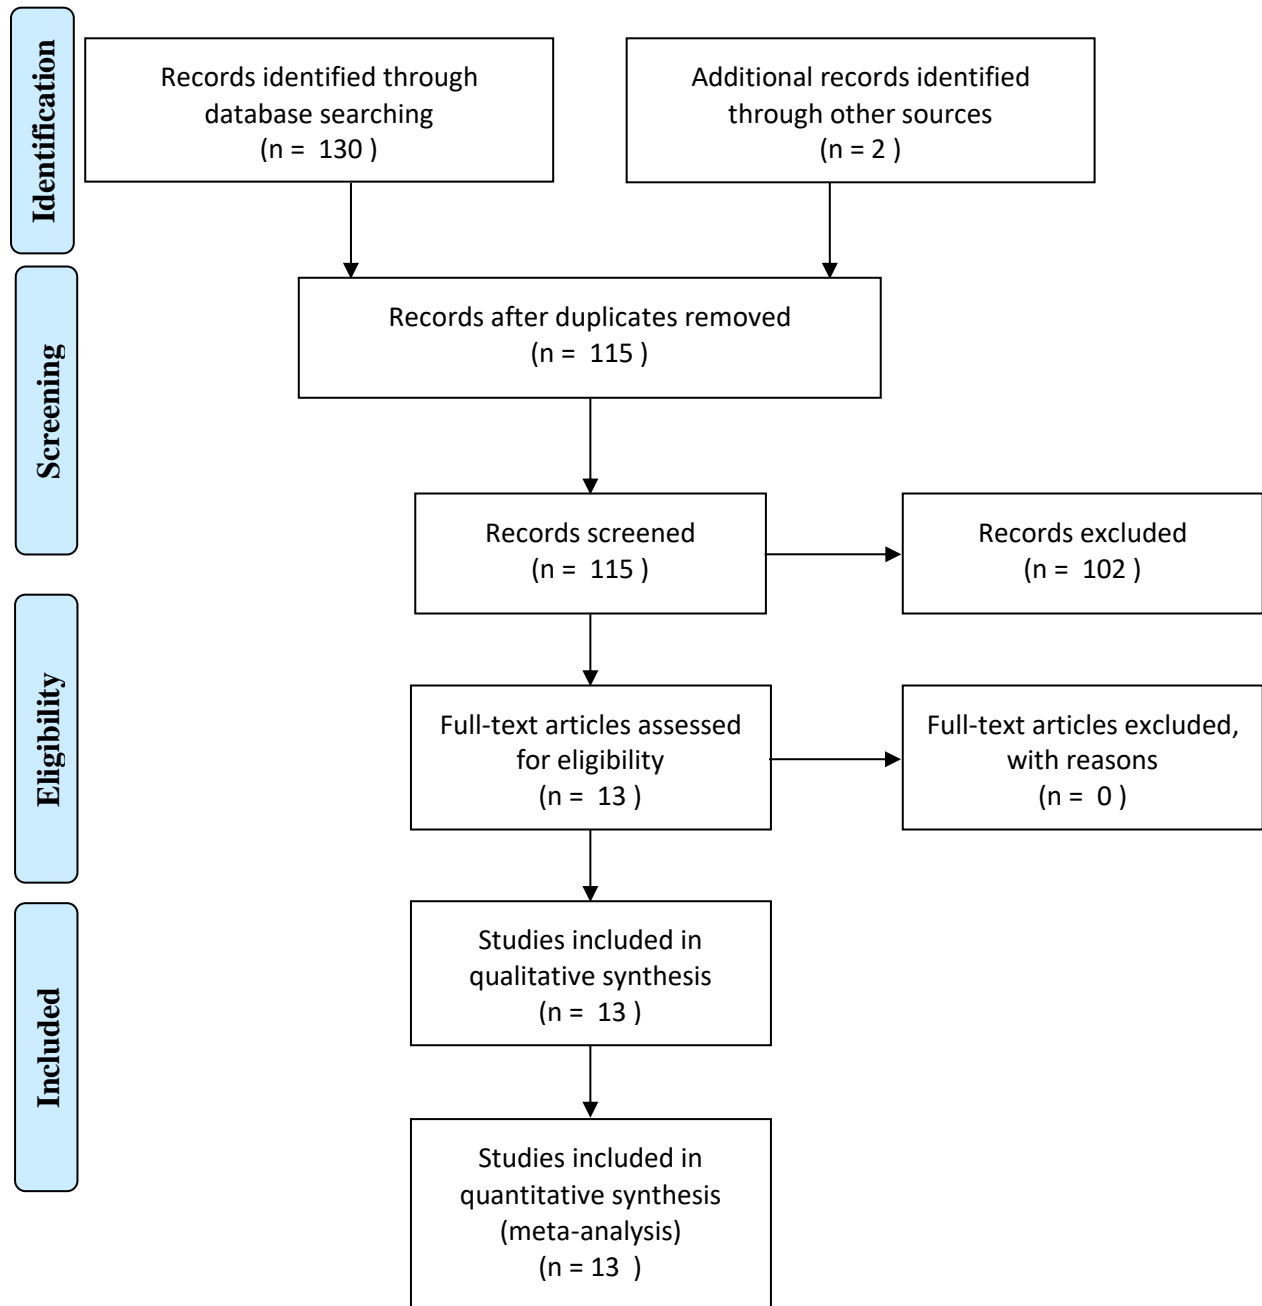 Identification
Records identified through
database searching
(n =  130 )
Additional records identified
through other sources
(n = 2 )
Screening
Records after duplicates removed
(n =  115 )
Records screened
(n =  115 )
Records excluded
(n =  102 )
Eligibility
Full-text articles assessed
for eligibility
(n =  13 )
Full-text articles excluded,
with reasons
(n =  0 )
Included
Studies included in
qualitative synthesis
(n =  13 )
Studies included in
quantitative synthesis
(meta-analysis)
(n = 13  )